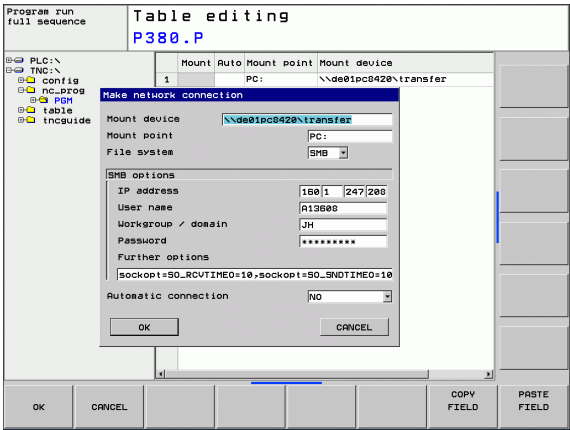 Program run
full sequence
Table editing
P380.P
PLC:\
TNC:\
config
nc_prog
PGM
table
tncguide
Mount Auto Mount point Mount device
1 PC: \\de01pc8420\transfer
Make network connection
Mount device \\de01pc8420\transfer
Mount point PC:
File system SMB
SMB options
IP address 160 1 247 208
User name A13608
Workgroup / domain JH
Password *********
Further options
sockopt=SO_RCVTIMEO=10,sockopt=SO_SNDTIMEO=10
Automatic connection NO
OK CANCEL
OK CANCEL COPY FIELD PASTE FIELD